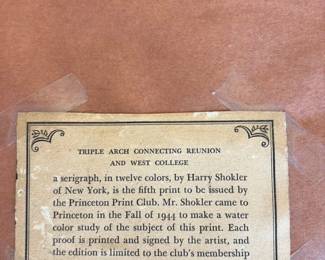 TRIPLE ARCH CONNECTING REUNION
AND WEST COLLEGE
a serigraph, in twelve colors, by Harry Shokler
of New York, is the fifth print to be issued by
the Princeton Print Club. Mr. Shokler came to
Princeton in the Fall of 1944 to make a water
color study of the subject of this print. Each
proof is printed and signed by the artist, and
the edition is limited to the club's membership